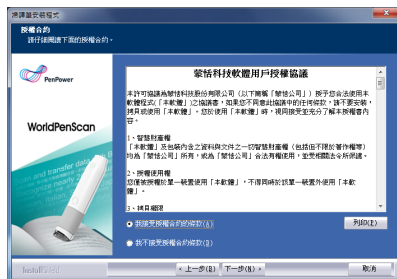 授權合約
請仔細閱讀下面的授權合約。
PenPower
WorldPenScan
蒙恬科技軟體用戶授權協議
本許可協議為蒙恬科技股份有限公司（以下簡稱「蒙恬公司」）授予您合法使用本
軟體程式（「本軟體」）之協議書，如果您不同意此協議中的任何條款，請不要安裝，
拷貝或使用「本軟體」。您於使用「本軟體」時，視同接受並充分了解本授權書內
容。
1、智慧財產權
「本軟體」及包裝內含之資料與文件之一切智慧財產權（包括但不限於著作權等）
均為「蒙恬公司」所有，或為「蒙恬公司」合法有權使用，並受相關法令所保護。
2、授權使用權
您僅被授權於單一裝置使用「本軟體」，不得同時於該單一裝置外使用「本軟
體」。
3、拷貝權限
我接受授權合約的條款(A)
列印(P)
我不接受授權合約條款(D)
InstallShield
< 上一步(B)
下一步(N) >
取消